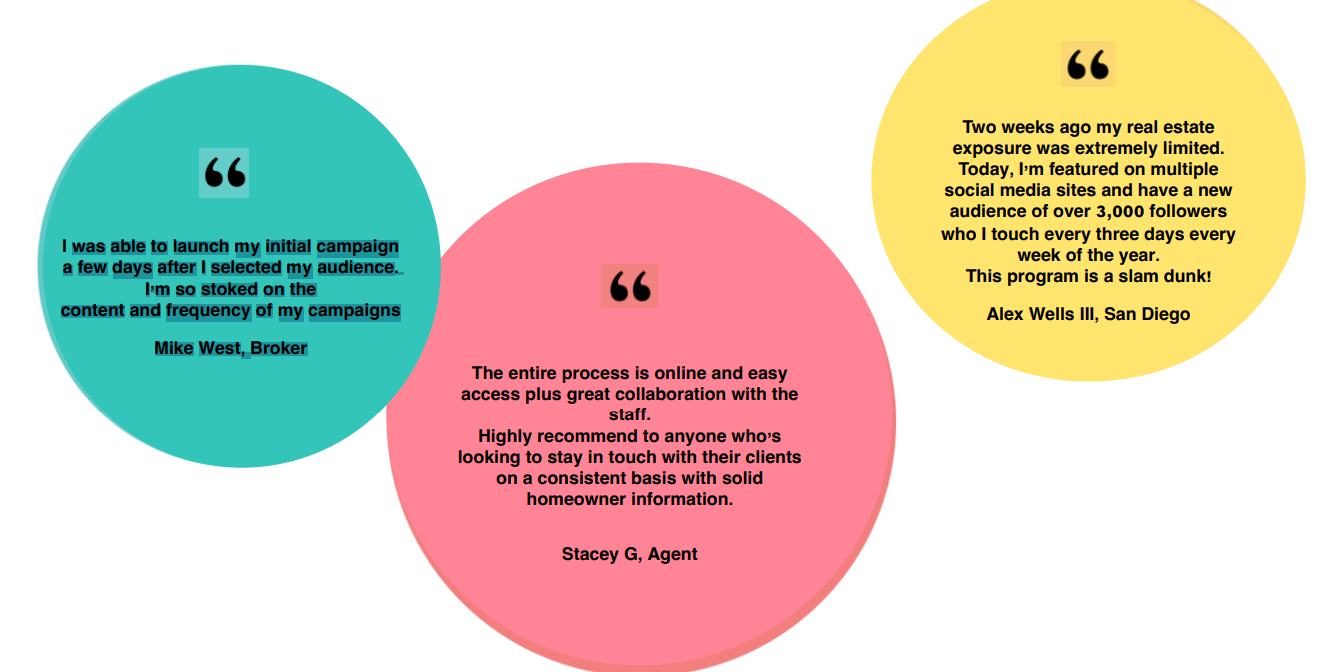 “
I was able to launch my initial campaign
a few days after I selected my audience.
I’m so stoked on the
content and frequency of my campaigns
Mike West, Broker
“
The entire process is online and easy
access plus great collaboration with the
staff.
Highly recommend to anyone who’s
looking to stay in touch with their clients
on a consistent basis with solid
homeowner information.
Stacey G, Agent
“
Two weeks ago my real estate
exposure was extremely limited.
Today, I’m featured on multiple
social media sites and have a new
audience of over 3,000 followers
who I touch every three days every
week of the year.
This program is a slam dunk!
Alex Wells III, San Diego